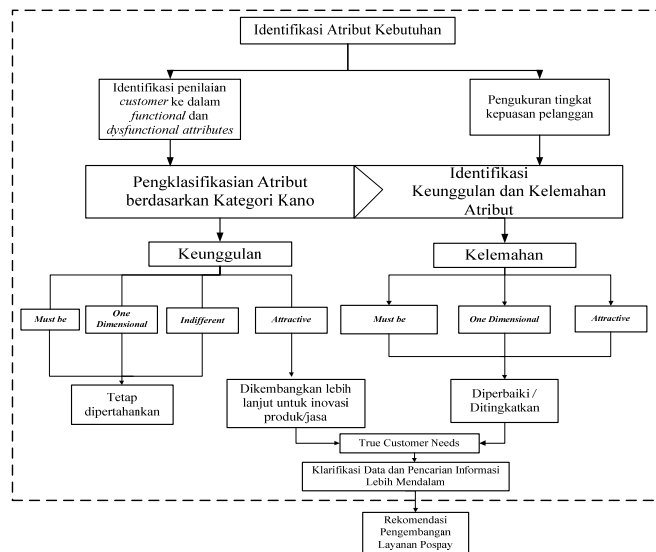 Identifikasi Atribut Kebutuhan
Identifikasi penilaian
customer ke dalam
functional dan
dysfunctional attributes
Pengukuran tingkat
kepuasan pelanggan
Pengklasifikasian Atribut
berdasarkan Kategori Kano
Identifikasi
Keunggulan dan Kelemahan
Atribut
Keunggulan
Kelemahan
Must be
One
Dimensional
Indifferent
Attractive
Must be
One Dimensional
Attractive
Tetap
dipertahankan
Dikembangkan lebih
lanjut untuk inovasi
produk/jasa
Diperbaiki /
Ditingkatkan
True Customer Needs
Klarifikasi Data dan Pencarian Informasi
Lebih Mendalam
Rekomendasi
Pengembangan
Layanan Pospay